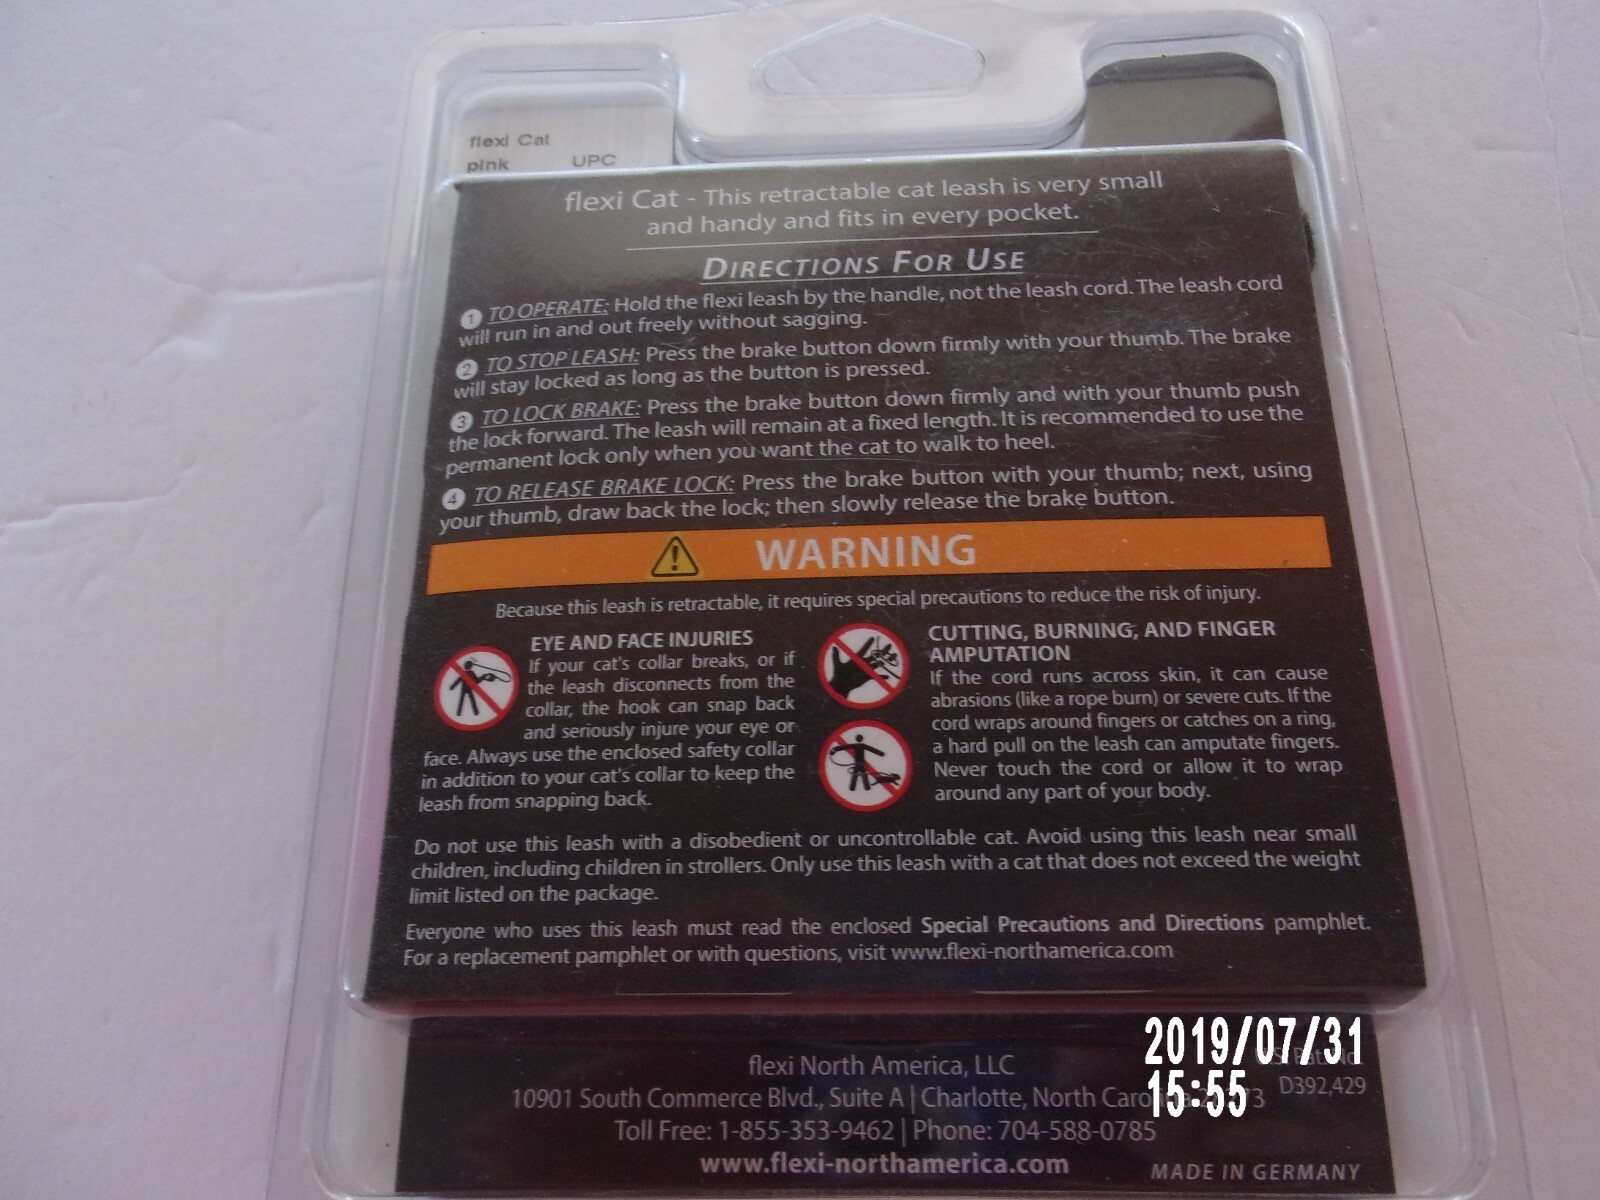 flexi Cat
pink UPC
flexi Cat - This retractable cat leash is very small
and handy and fits in every pocket.
DIRECTIONS FOR USE
1 TO OPERATE: Hold the flexi leash by the handle, not the leash cord. The leash cord
will run in and out freely without sagging.
2 TO STOP LEASH: Press the brake button down firmly with your thumb. The brake
will stay locked as long as the button is pressed.
3 TO LOCK BRAKE: Press the brake button down firmly and with your thumb push
the lock forward. The leash will remain at a fixed length. It is recommended to use the
permanent lock only when you want the cat to walk to heel.
4 TO RELEASE BRAKE LOCK: Press the brake button with your thumb; next, using
your thumb, draw back the lock; then slowly release the brake button.
WARNING
Because this leash is retractable, it requires special precautions to reduce the risk of injury.
EYE AND FACE INJURIES
If your cat's collar breaks, or if
the leash disconnects from the
collar, the hook can snap back
and seriously injure your eye or
face. Always use the enclosed safety collar
in addition to your cat's collar to keep the
leash from snapping back.
CUTTING, BURNING, AND FINGER
AMPUTATION
If the cord runs across skin, it can cause
abrasions (like a rope burn) or severe cuts. If the
cord wraps around fingers or catches on a ring,
a hard pull on the leash can amputate fingers.
Never touch the cord or allow it to wrap
around any part of your body.
Do not use this leash with a disobedient or uncontrollable cat. Avoid using this leash near small
children, including children in strollers. Only use this leash with a cat that does not exceed the weight
limit listed on the package.
Everyone who uses this leash must read the enclosed Special Precautions and Directions pamphlet.
For a replacement pamphlet or with questions, visit www.flexi-northamerica.com
flexi North America, LLC
10901 South Commerce Blvd., Suite A | Charlotte, North
Toll Free: 1-855-353-9462 | Phone: 704-588-0785
www.flexi-northamerica.com
D392,429
MADE IN GERMANY
2019/07/31
15:55